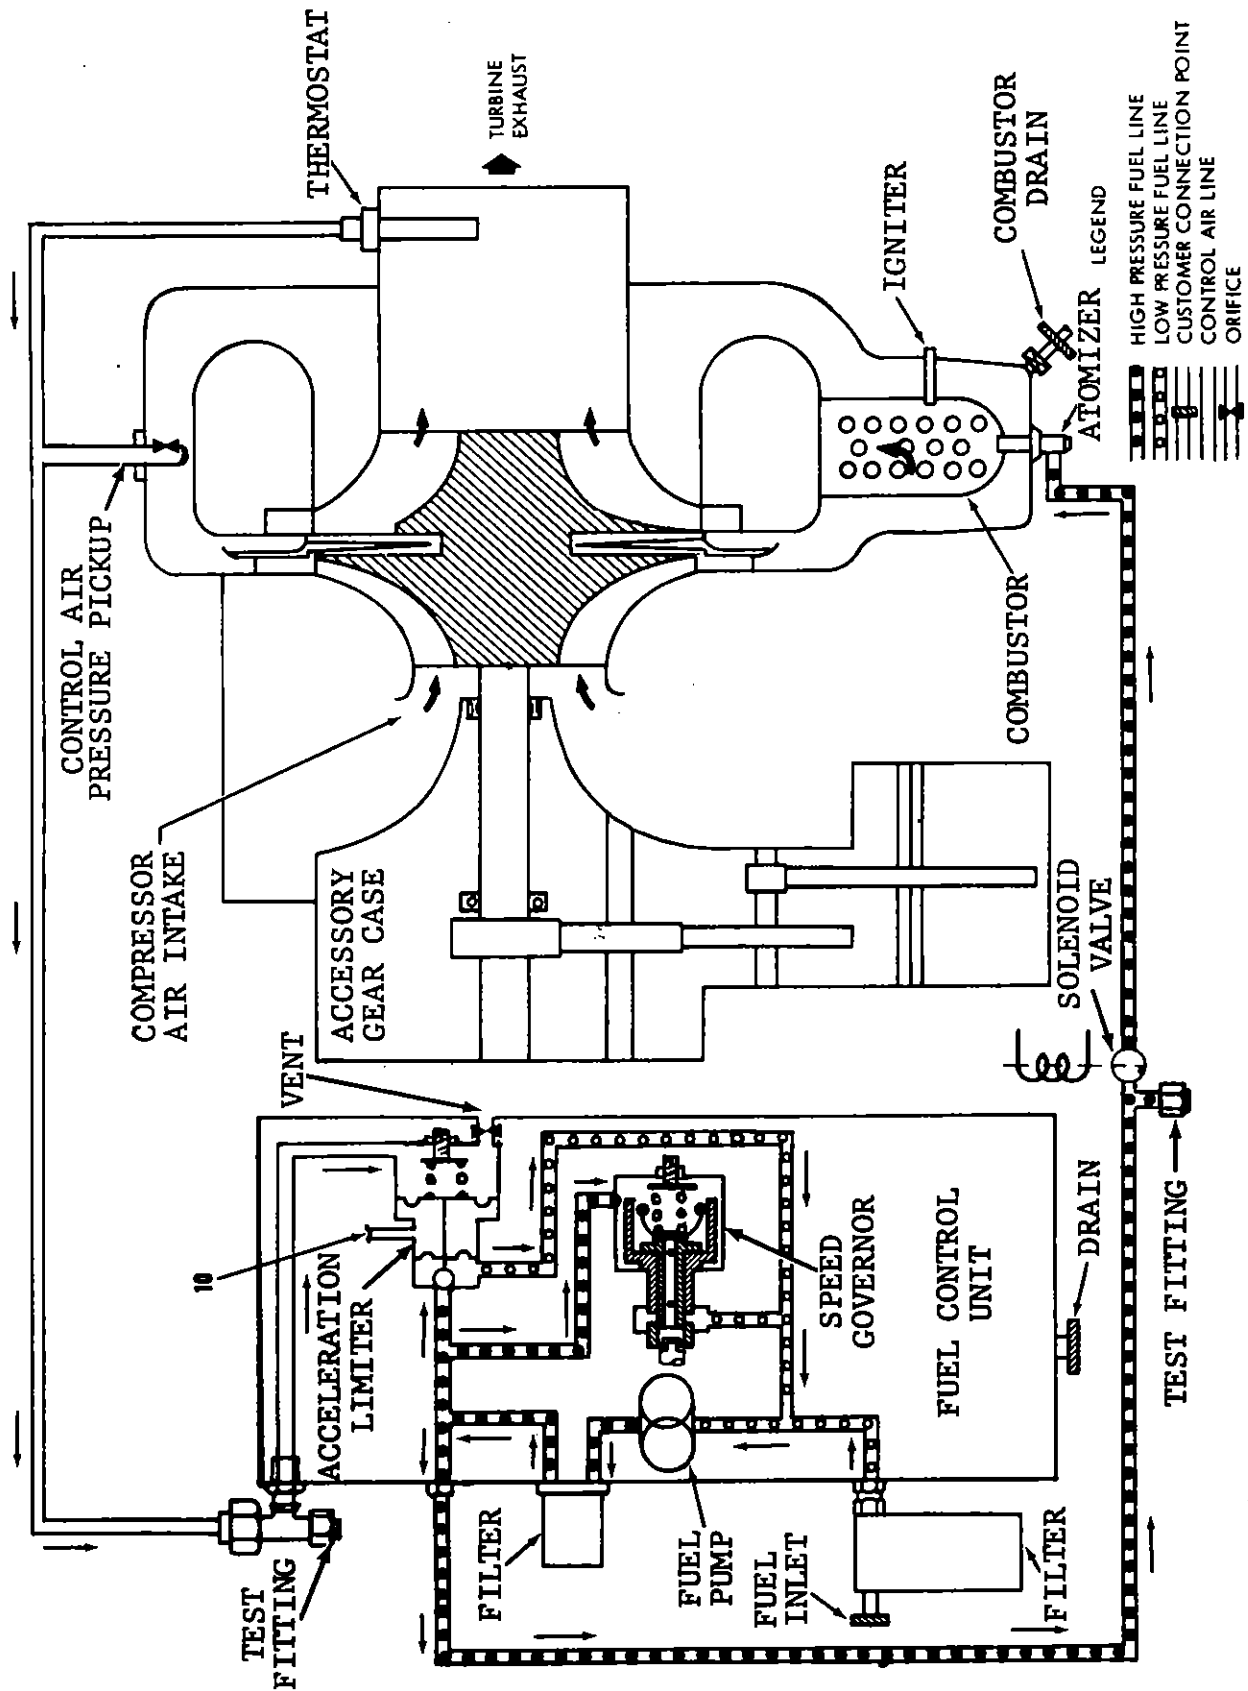 THERMOSTAT
TURBINE
EXHAUST
CONTROL AIR
PRESSURE PICKUP
COMPRESSOR
AIR INTAKE
ACCESSORY
GEAR CASE
VENT
10
ACCELERATION
LIMITER
TEST
FITTING
FILTER
FUEL
PUMP
FUEL
INLET
FILTER
SPEED
GOVERNOR
FUEL CONTROL
UNIT
DRAIN
TEST FITTING
SOLENOID
VALVE
COMBUSTOR
IGNITER
COMBUSTOR
DRAIN
ATOMIZER
LEGEND
HIGH PRESSURE FUEL LINE
LOW PRESSURE FUEL LINE
CUSTOMER CONNECTION POINT
CONTROL AIR LINE
ORIFICE